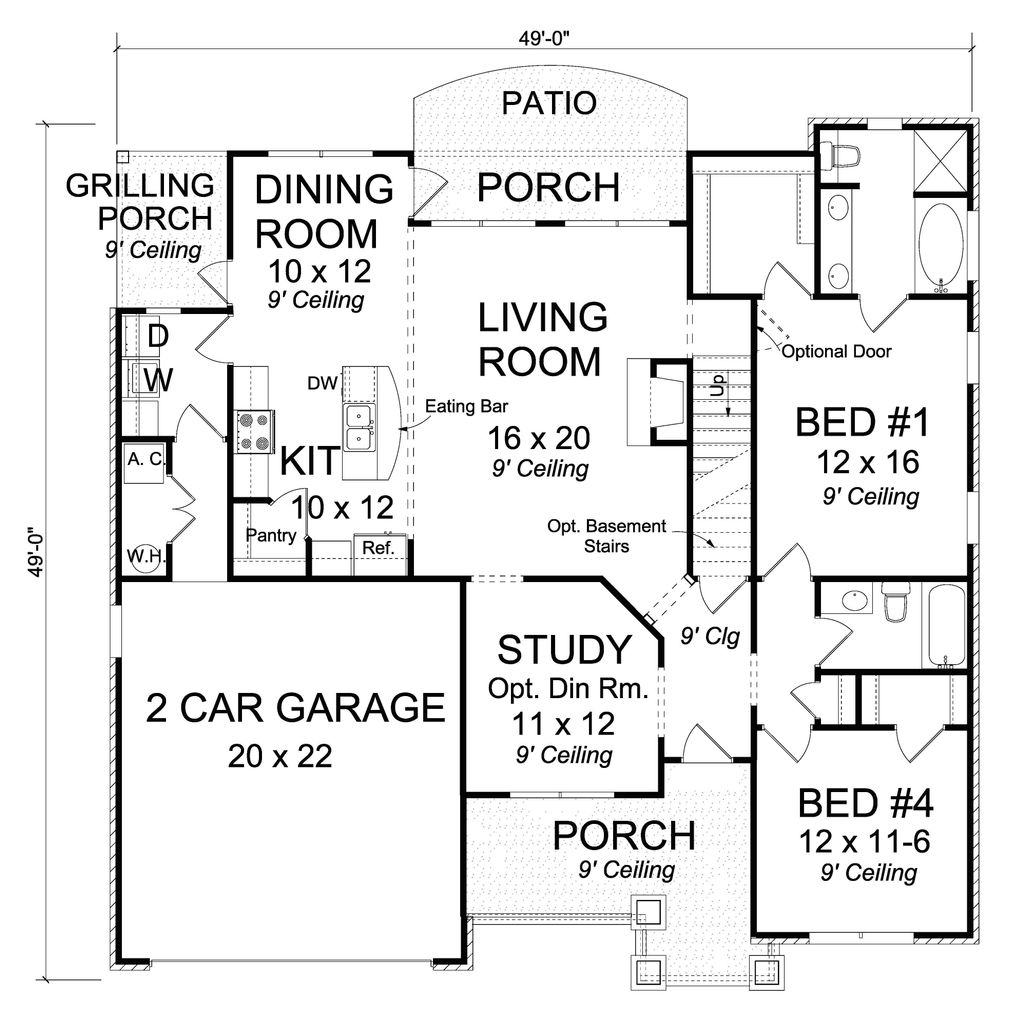 49'-0"
PATIO
GRILLING
PORCH
9' Ceiling
DINING
ROOM
10 x 12
9' Ceiling
PORCH
D
W
DW
Eating Bar
LIVING
ROOM
16 x 20
9' Ceiling
Optional Door
Up
BED #1
12 x 16
9' Ceiling
A. C.
W.H.
KIT
10 x 12
Pantry
Ref.
Opt. Basement
Stairs
49'-0"
9' Clg
STUDY
Opt. Din Rm.
11 x 12
9' Ceiling
2 CAR GARAGE
20 x 22
PORCH
9' Ceiling
BED #4
12 x 11-6
9' Ceiling